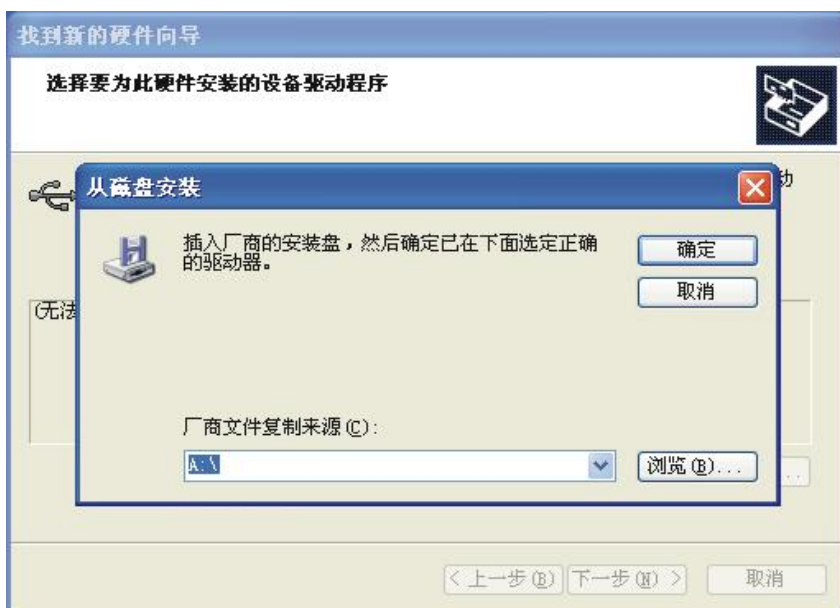 找到新的硬件向导
选择要为此硬件安装的设备驱动程序
动
从磁盘安装
插入厂商的安装盘，然后确定已在下面选定正确
的驱动器。
确定
取消
(无法
厂商文件复制来源(C):
A:\
浏览(B)...
< 上一步(B)
下一步(N) >
取消